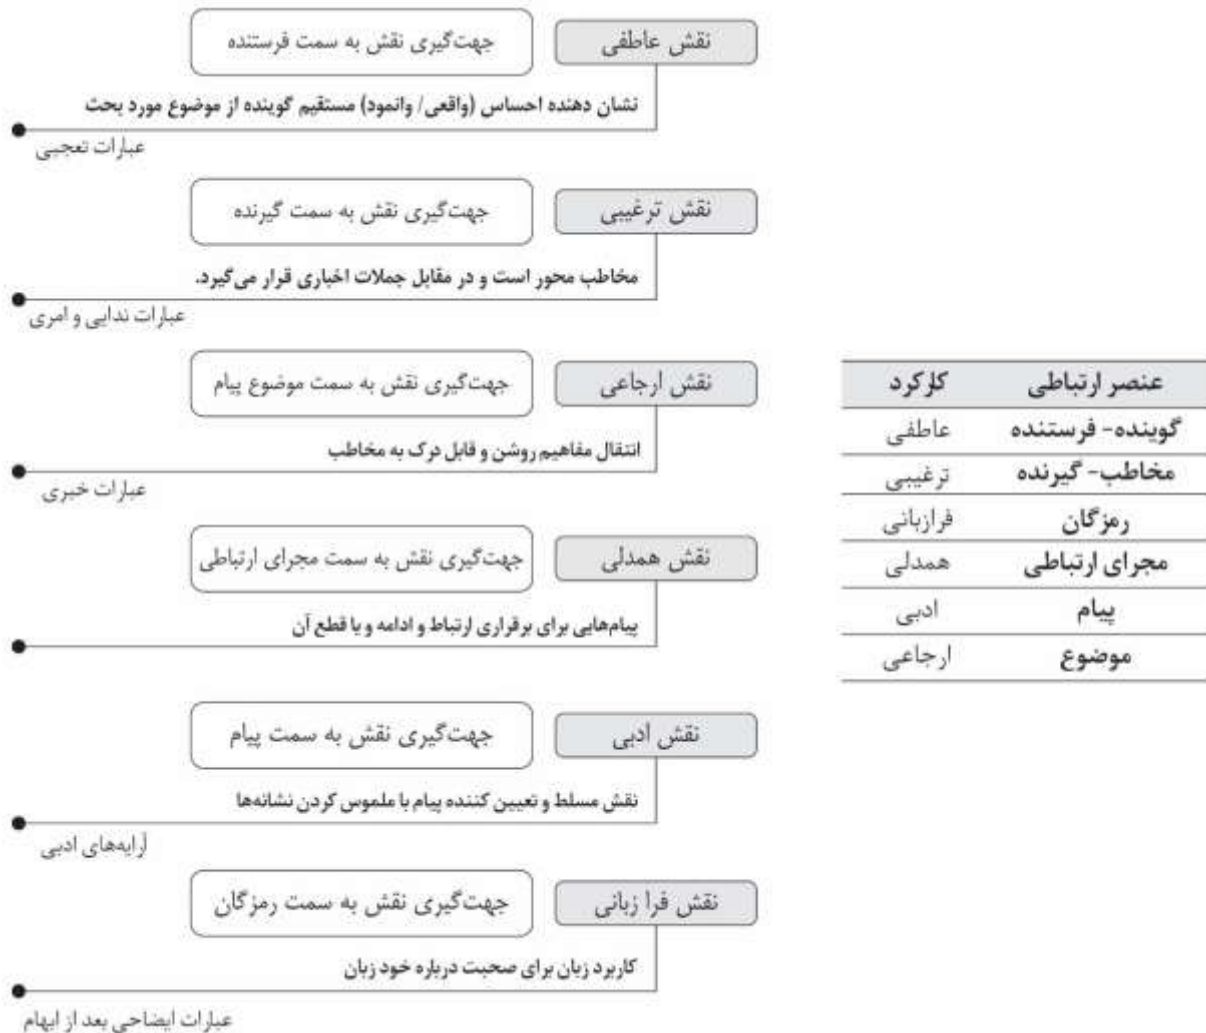 نقش عاطفی
جهت‌گیری نقش به سمت فرستنده
نشان دهنده احساس (واقعی/ وانمود) مستقیم گوینده از موضوع مورد بحث
عبارات تعجبی
نقش ترغیبی
جهت‌گیری نقش به سمت گیرنده
مخاطب محور است و در مقابل جملات اخباری قرار می‌گیرد.
عبارات ندایی و امری
نقش ارجاعی
جهت‌گیری نقش به سمت موضوع پیام
انتقال مفاهیم روشن و قابل درک به مخاطب
عبارات خبری
نقش همدلی
جهت‌گیری نقش به سمت مجرای ارتباطی
پیام‌هایی برای برقراری ارتباط و ادامه و یا قطع آن
نقش ادبی
جهت‌گیری نقش به سمت پیام
نقش مسلط و تعیین کننده پیام با ملموس کردن نشانه‌ها
آرایه‌های ادبی
نقش فرا زبانی
جهت‌گیری نقش به سمت رمزگان
کاربرد زبان برای صحبت درباره خود زبان
عبارات ایضاحی بعد از ابهام
عنصر ارتباطی کارکرد
گوینده- فرستنده عاطفی
مخاطب- گیرنده ترغیبی
رمزگان فرازبانی
مجرای ارتباطی همدلی
پیام ادبی
موضوع ارجاعی